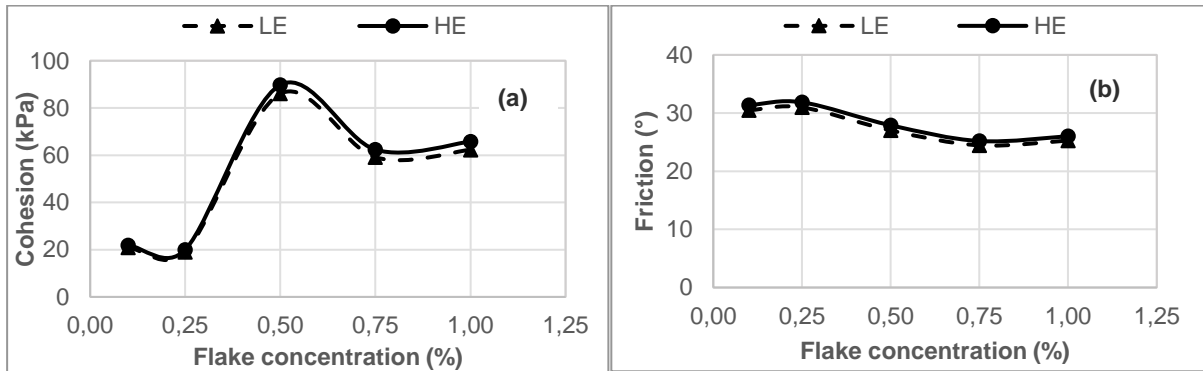 LE HE
Cohesion (kPa)
100
80
60
40
20
0
(a)
0,00 0,25 0,50 0,75 1,00 1,25
Flake concentration (%)
LE HE
Friction (°)
40
30
20
10
0
(b)
0,00 0,25 0,50 0,75 1,00 1,25
Flake concentration (%)